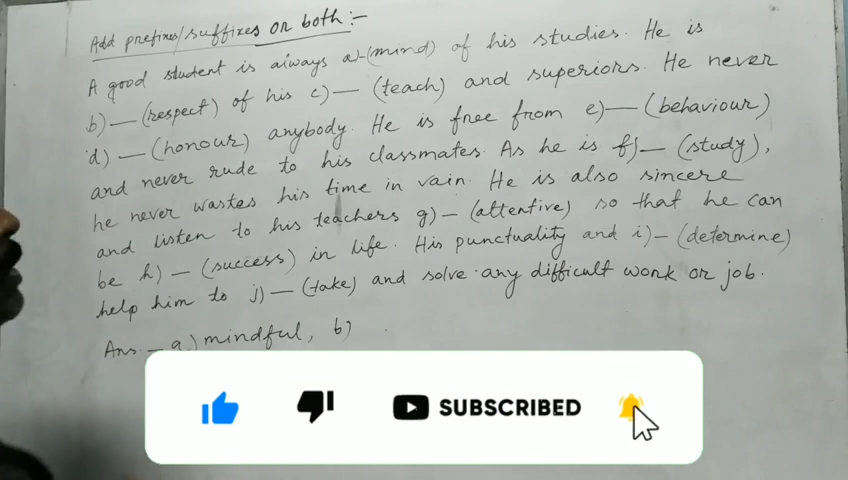 Add prefixes/suffixes or both:-
A good student is always a)-(mind) of his studies. He is
b) — (respect) of his c) — (teach) and superiors. He never
d) — (honour) anybody. He is free from e) — (behaviour)
and never rude to his classmates. As he is f) — (study),
he never wastes his time in vain. He is also sincere
and listen to his teachers g) — (attentive) so that he can
be h) — (success) in life. His punctuality and i) — (determine)
help him to j) — (take) and solve any difficult work or job.
Ans. — a) mindful, b)
SUBSCRIBED